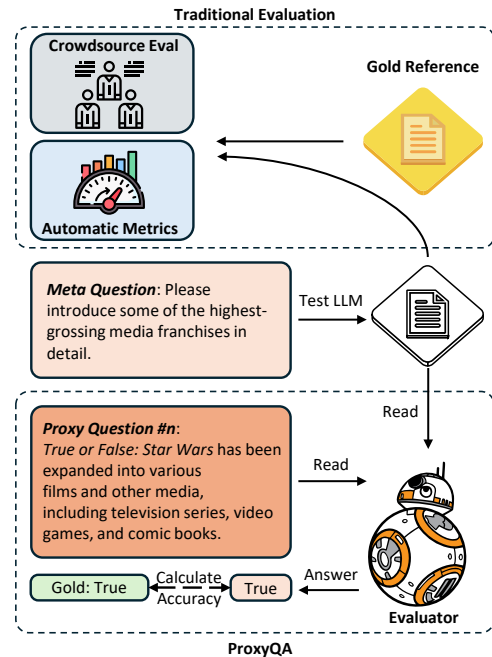 Traditional Evaluation
Crowdsource Eval
Gold Reference
Automatic Metrics
Meta Question: Please
introduce some of the highest-
grossing media franchises in
detail.
Test LLM
Read
Proxy Question #n:
True or False: Star Wars has been
expanded into various
films and other media,
including television series, video
games, and comic books.
Read
Gold: True
Calculate
Accuracy
True
Answer
Evaluator
ProxyQA